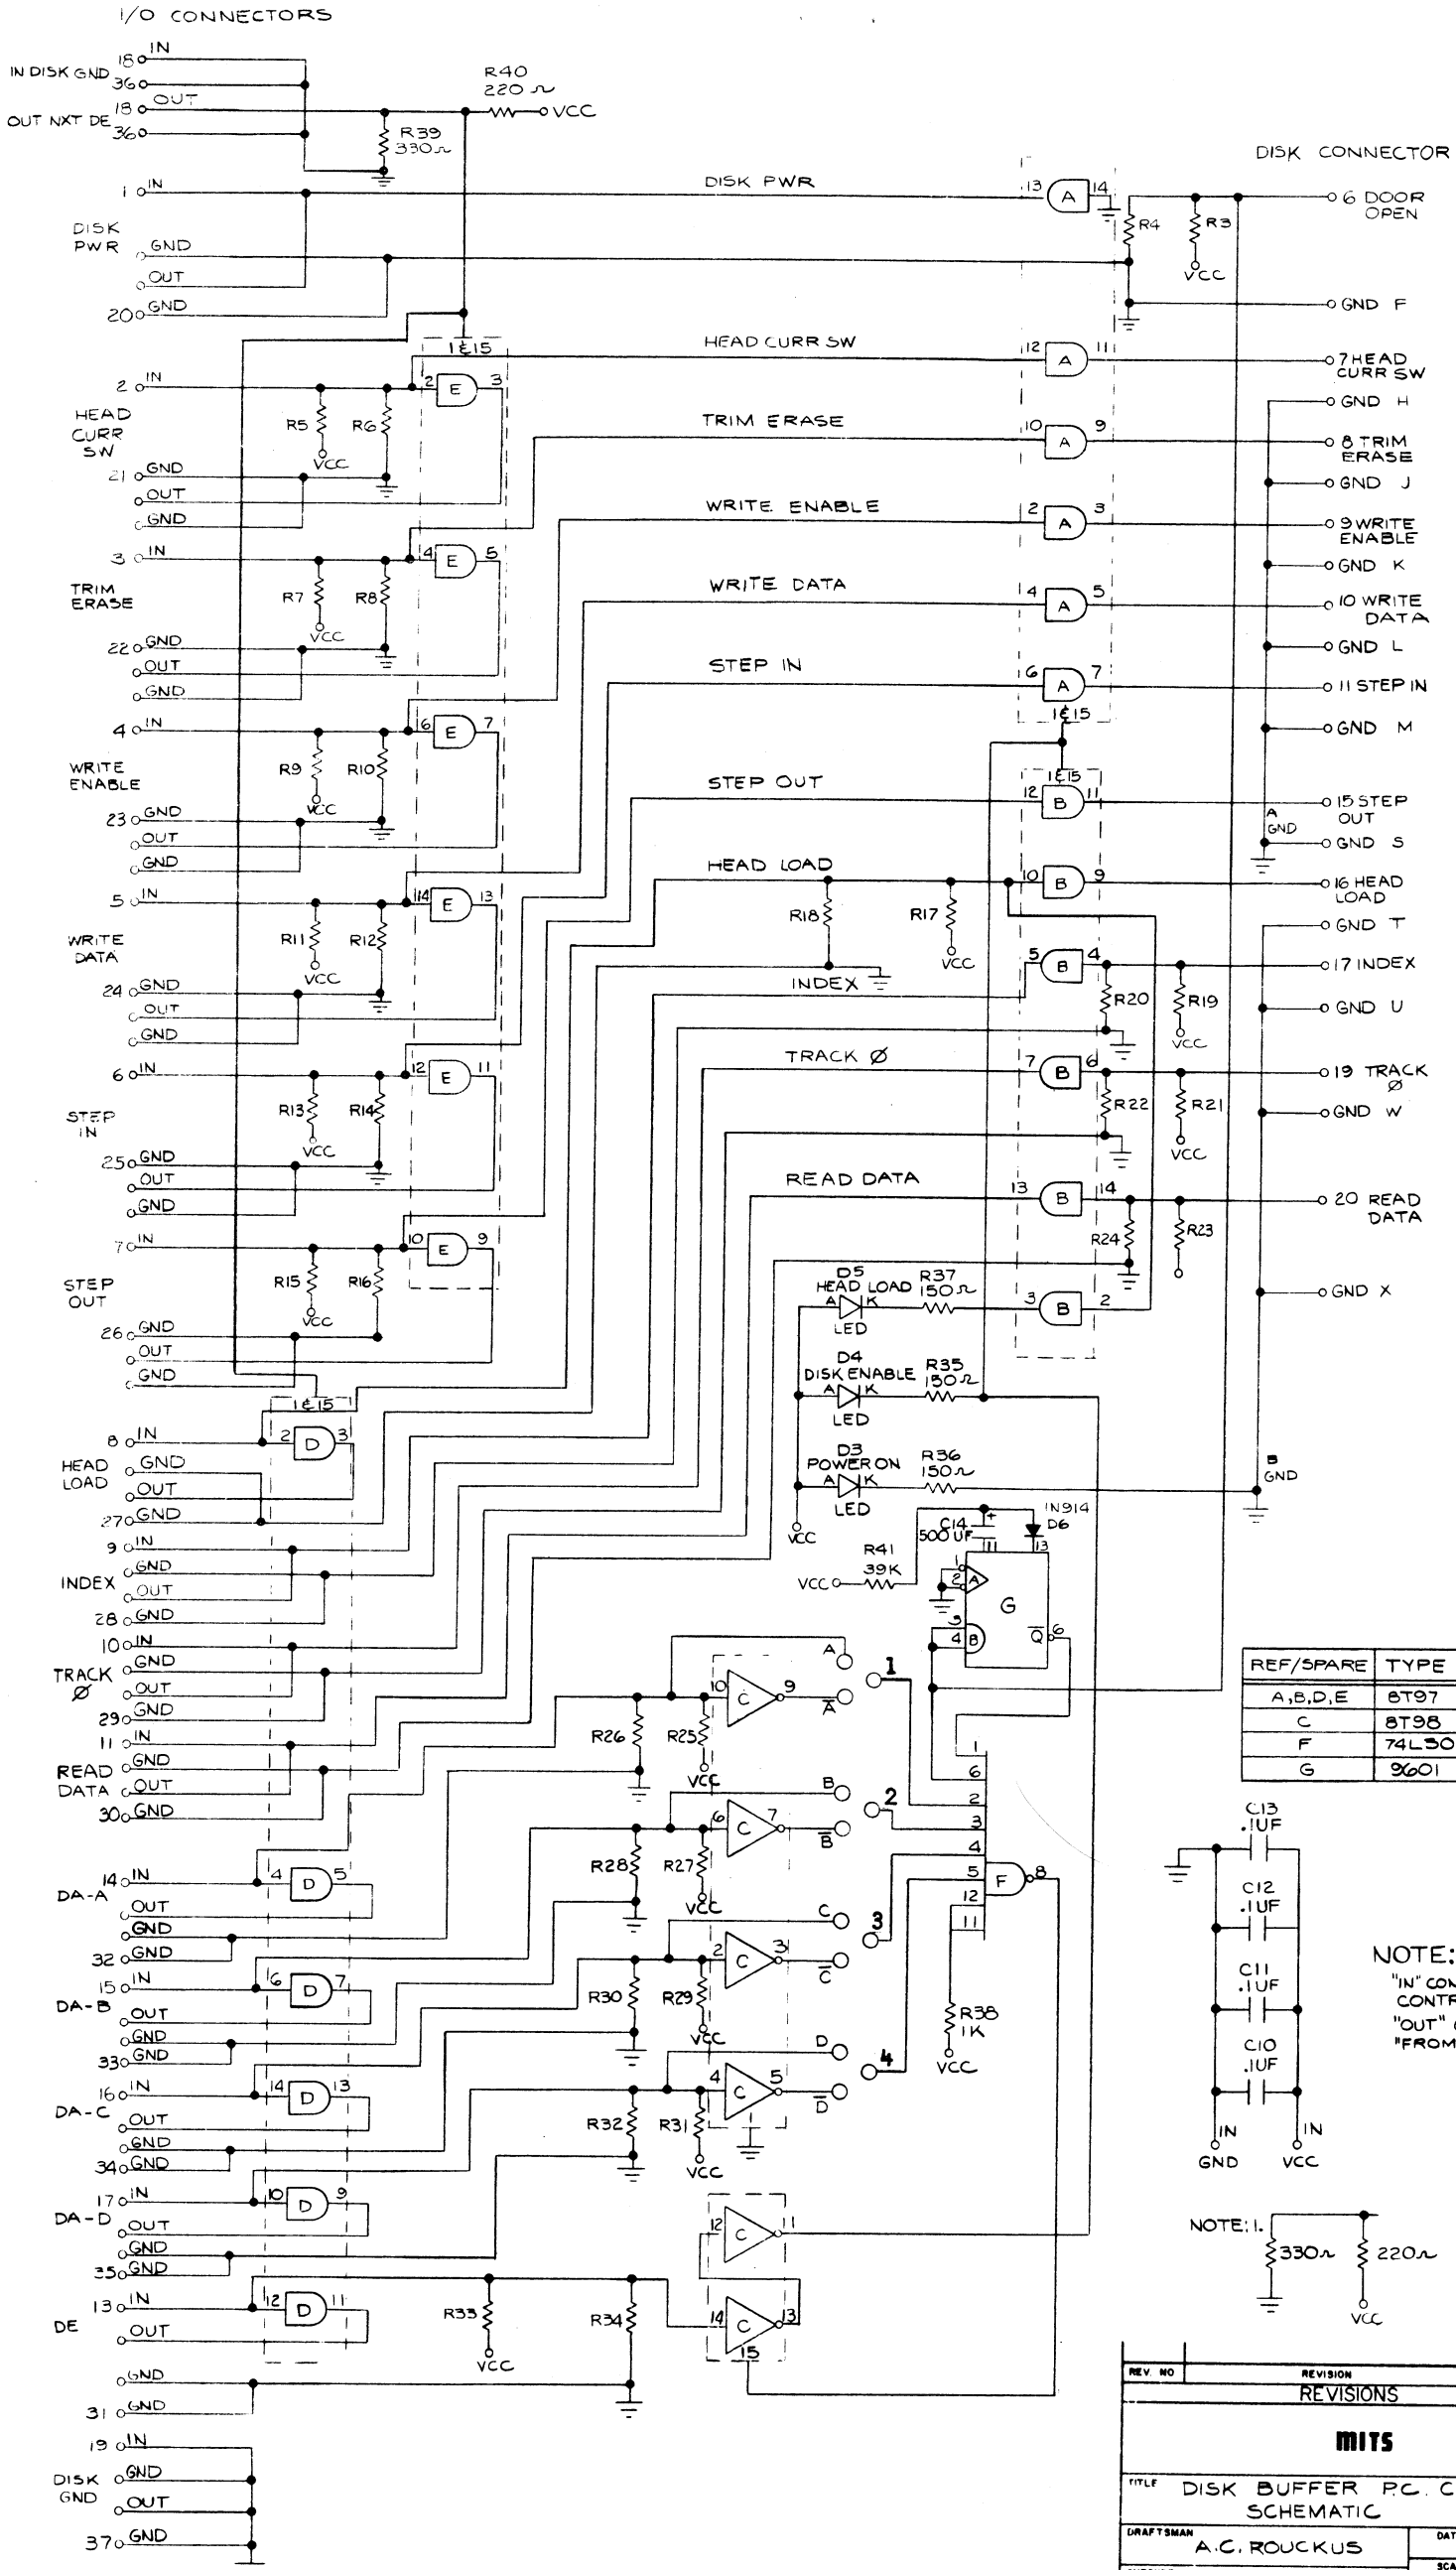 I/O CONNECTORS
IN DISK GND
18 IN
36
OUT NXT DE
18 OUT
36
R40
220 Ω
VCC
R39
330Ω
DISK CONNECTOR
1 IN
DISK PWR
GND
OUT
20 GND
DISK PWR
13 A 14
R4
R3
VCC
6 DOOR OPEN
GND F
1&15
HEAD CURR SW
12 A 11
7 HEAD CURR SW
GND H
2 IN
HEAD CURR SW
R5
R6
VCC
2 E 3
21 GND
OUT
GND
TRIM ERASE
10 A 9
8 TRIM ERASE
GND J
3 IN
TRIM ERASE
R7
R8
VCC
4 E 5
22 GND
OUT
GND
WRITE ENABLE
2 A 3
9 WRITE ENABLE
GND K
WRITE DATA
4 A 5
10 WRITE DATA
GND L
STEP IN
6 A 7
1&15
11 STEP IN
GND M
4 IN
WRITE ENABLE
R9
R10
VCC
6 E 7
23 GND
OUT
GND
STEP OUT
1&15
12 B 11
15 STEP OUT
A GND
GND S
5 IN
WRITE DATA
R11
R12
VCC
14 E 13
24 GND
OUT
GND
HEAD LOAD
R18
R17
VCC
10 B 9
16 HEAD LOAD
GND T
INDEX
5 B 4
R20
R19
VCC
17 INDEX
GND U
6 IN
STEP IN
R13
R14
VCC
12 E 11
25 GND
OUT
GND
TRACK Ø
7 B 6
R22
R21
VCC
19 TRACK Ø
GND W
READ DATA
13 B 14
R24
R23
20 READ DATA
GND X
7 IN
STEP OUT
R15
R16
VCC
10 E 9
26 GND
OUT
GND
D5
HEAD LOAD
A K
LED
R37
150Ω
3 B 2
D4
DISK ENABLE
A K
LED
R35
150Ω
D3
POWER ON
A K
LED
R36
150Ω
VCC
B GND
1&15
8 IN
HEAD LOAD
2 D 3
GND
OUT
27 GND
9 IN
INDEX
GND
OUT
28 GND
10 IN
TRACK Ø
GND
OUT
29 GND
11 IN
READ DATA
GND
OUT
30 GND
VCC
R41
39K
C14
500UF
+
IN914
D6
11
13
1
2
A
G
3
4
B
Q̅ 6
REF/SPARE TYPE
A,B,D,E 8T97
C 8T98
F 74L30
G 9601
R26
R25
VCC
10 C 9
A
A̅
1
R28
R27
VCC
6 C 7
B
B̅
2
R30
R29
VCC
2 C 3
C
C̅
3
R32
R31
VCC
4 C 5
1
D
D̅
4
1
6
2
3
4
5
12
11
F 8
R38
1K
VCC
14 IN
DA-A
4 D 5
OUT
GND
32 GND
15 IN
DA-B
6 D 7
OUT
GND
33 GND
16 IN
DA-C
14 D 13
OUT
GND
34 GND
17 IN
DA-D
10 D 9
OUT
GND
35 GND
13 IN
DE
12 D 11
OUT
GND
31 GND
R33
VCC
R34
12 C 11
14 C 13
15
19 IN
DISK GND
GND
OUT
37 GND
C13
.1UF
C12
.1UF
C11
.1UF
C10
.1UF
IN GND
IN VCC
NOTE:
"IN" CON
CONTR
"OUT"
"FROM
NOTE: 1.
330Ω
220Ω
VCC
REV. NO REVISION
REVISIONS
MITS
TITLE DISK BUFFER P.C. C
SCHEMATIC
DRAFTSMAN A.C. ROUCKUS
DAT
SCA